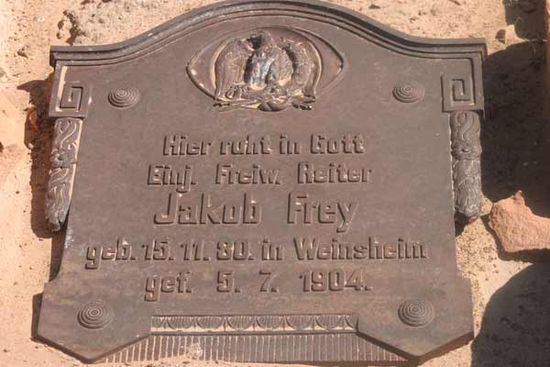 Hier ruht in Gott
Einj. Freiw. Reiter
Jakob Frey
geb. 15. 11. 80. in Weinsheim
gef. 5. 7. 1904.